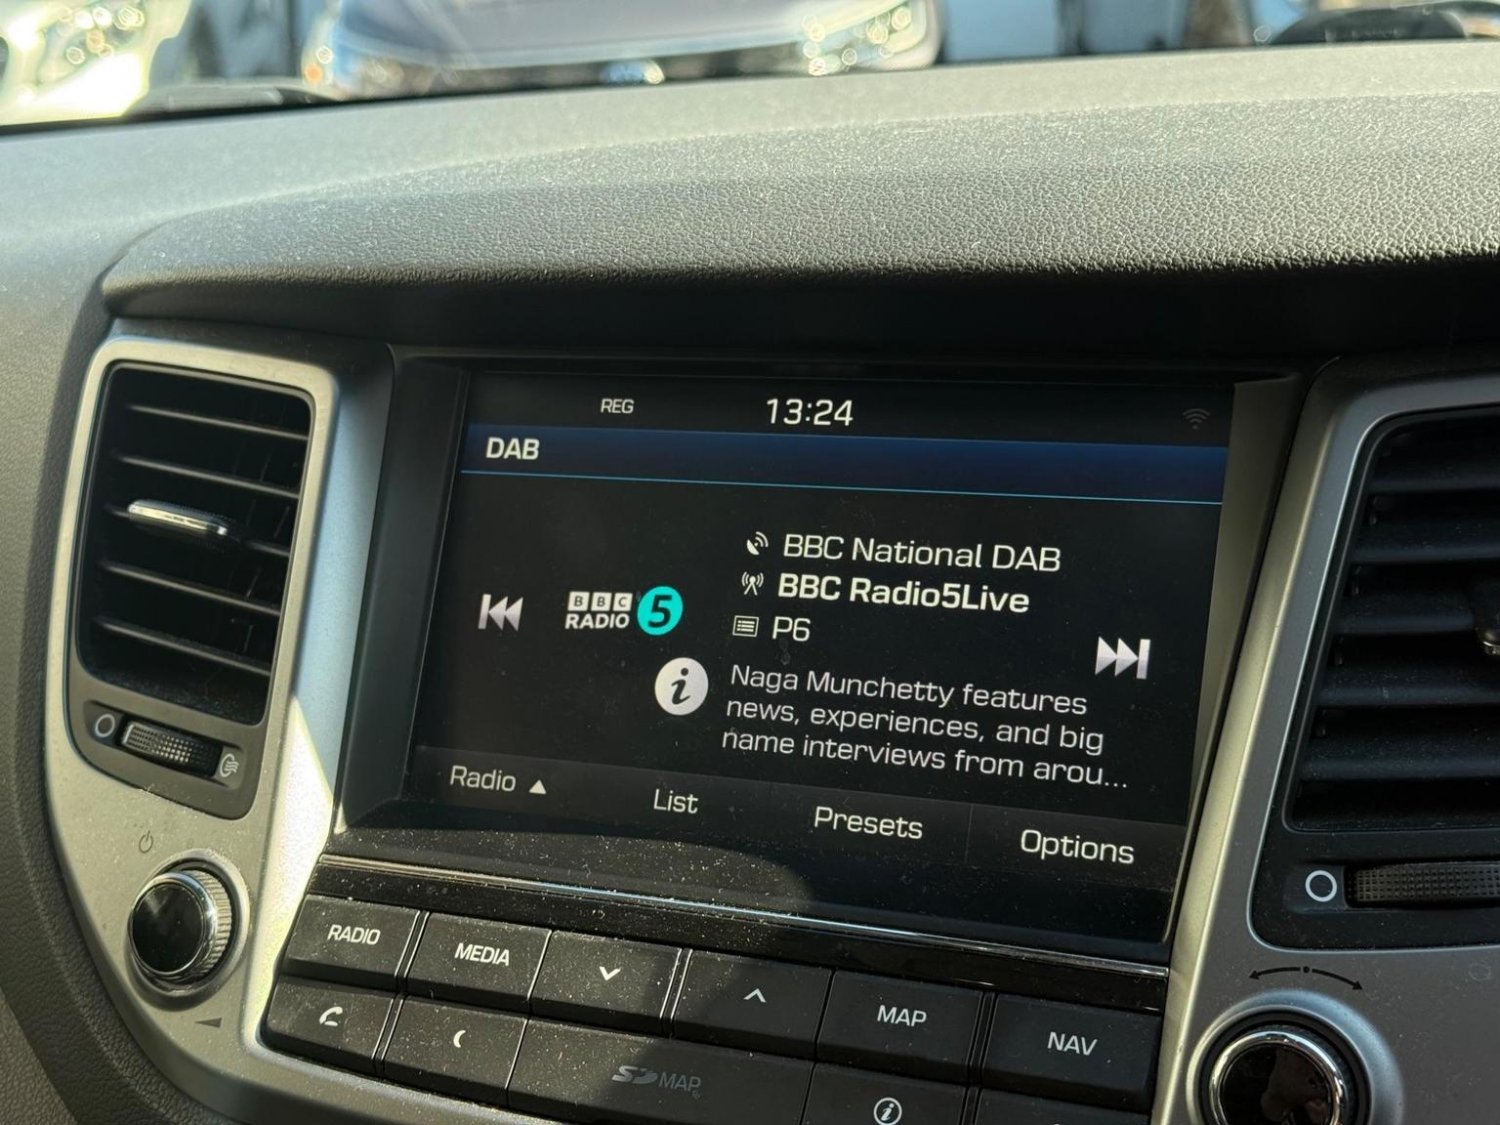 REG 13:24
DAB
BBC National DAB
BBC Radio5Live
BBC
RADIO 5
P6
i Naga Munchetty features
news, experiences, and big
name interviews from arou...
Radio ▲ List Presets Options
RADIO MEDIA
MAP NAV
SD MAP
i